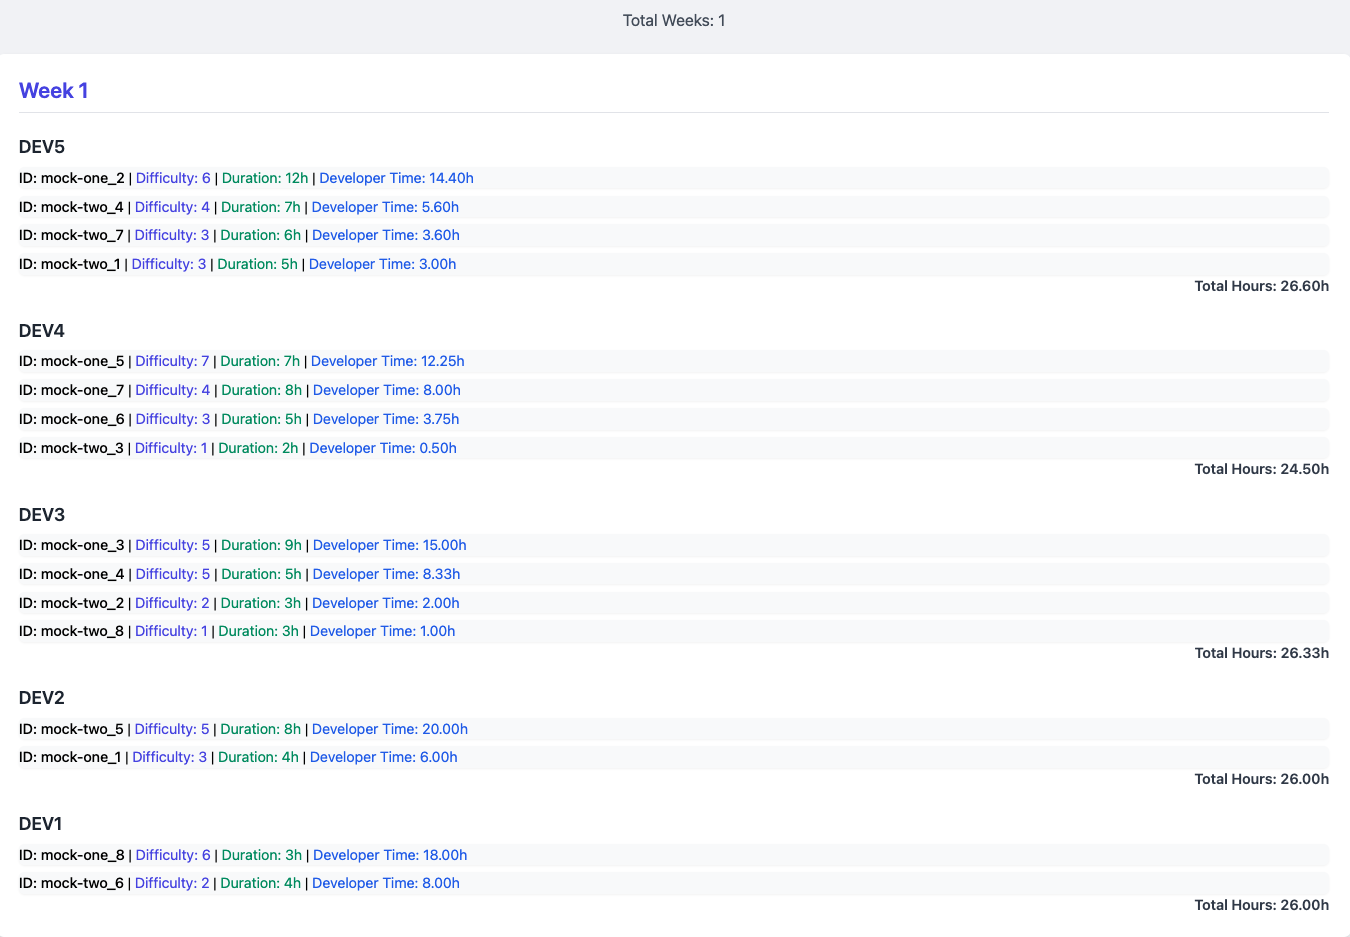 Total Weeks: 1
Week 1
DEV5
ID: mock-one_2 | Difficulty: 6 | Duration: 12h | Developer Time: 14.40h
ID: mock-two_4 | Difficulty: 4 | Duration: 7h | Developer Time: 5.60h
ID: mock-two_7 | Difficulty: 3 | Duration: 6h | Developer Time: 3.60h
ID: mock-two_1 | Difficulty: 3 | Duration: 5h | Developer Time: 3.00h
Total Hours: 26.60h
DEV4
ID: mock-one_5 | Difficulty: 7 | Duration: 7h | Developer Time: 12.25h
ID: mock-one_7 | Difficulty: 4 | Duration: 8h | Developer Time: 8.00h
ID: mock-one_6 | Difficulty: 3 | Duration: 5h | Developer Time: 3.75h
ID: mock-two_3 | Difficulty: 1 | Duration: 2h | Developer Time: 0.50h
Total Hours: 24.50h
DEV3
ID: mock-one_3 | Difficulty: 5 | Duration: 9h | Developer Time: 15.00h
ID: mock-one_4 | Difficulty: 5 | Duration: 5h | Developer Time: 8.33h
ID: mock-two_2 | Difficulty: 2 | Duration: 3h | Developer Time: 2.00h
ID: mock-two_8 | Difficulty: 1 | Duration: 3h | Developer Time: 1.00h
Total Hours: 26.33h
DEV2
ID: mock-two_5 | Difficulty: 5 | Duration: 8h | Developer Time: 20.00h
ID: mock-one_1 | Difficulty: 3 | Duration: 4h | Developer Time: 6.00h
Total Hours: 26.00h
DEV1
ID: mock-one_8 | Difficulty: 6 | Duration: 3h | Developer Time: 18.00h
ID: mock-two_6 | Difficulty: 2 | Duration: 4h | Developer Time: 8.00h
Total Hours: 26.00h